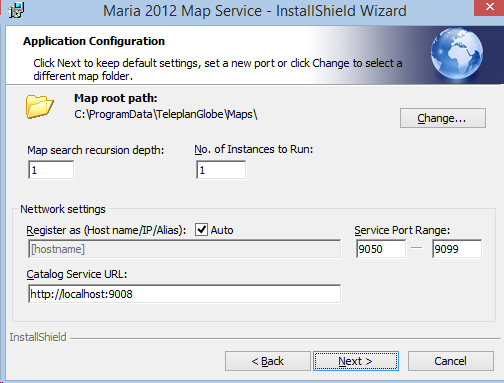 Maria 2012 Map Service - InstallShield Wizard
Application Configuration
Click Next to keep default settings, set a new port or click Change to select a
different map folder.
Map root path:
C:\ProgramData\TeleplanGlobe\Maps\
Change...
Map search recursion depth: No. of Instances to Run:
1 1
Nettwork settings
Register as (Host name/IP/Alias): Auto Service Port Range:
[hostname] 9050 — 9099
Catalog Service URL:
http://localhost:9008
InstallShield
< Back Next > Cancel